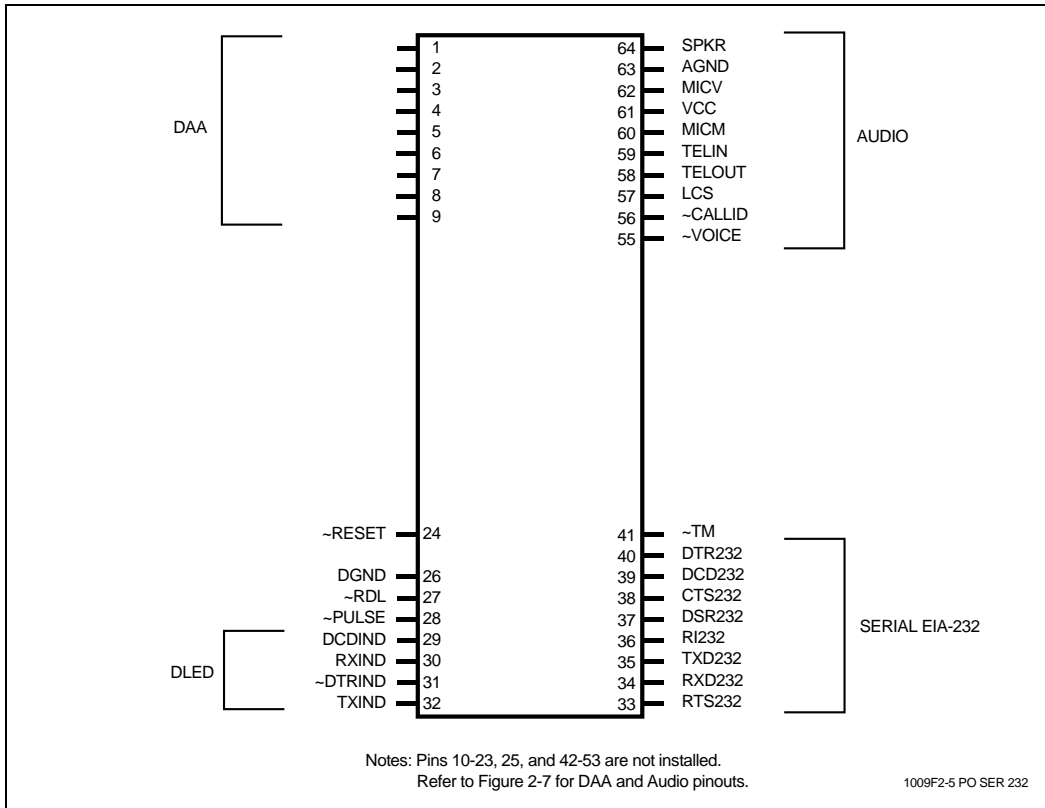 DAA
1
2
3
4
5
6
7
8
9
64 SPKR
63 AGND
62 MICV
61 VCC
60 MICM
59 TELIN
58 TELOUT
57 LCS
56 ~CALLID
55 ~VOICE
AUDIO
~RESET 24
DGND 26
~RDL 27
~PULSE 28
DCDIND 29
RXIND 30
~DTRIND 31
TXIND 32
DLED
41 ~TM
40 DTR232
39 DCD232
38 CTS232
37 DSR232
36 RI232
35 TXD232
34 RXD232
33 RTS232
SERIAL EIA-232
Notes: Pins 10-23, 25, and 42-53 are not installed.
Refer to Figure 2-7 for DAA and Audio pinouts.
1009F2-5 PO SER 232